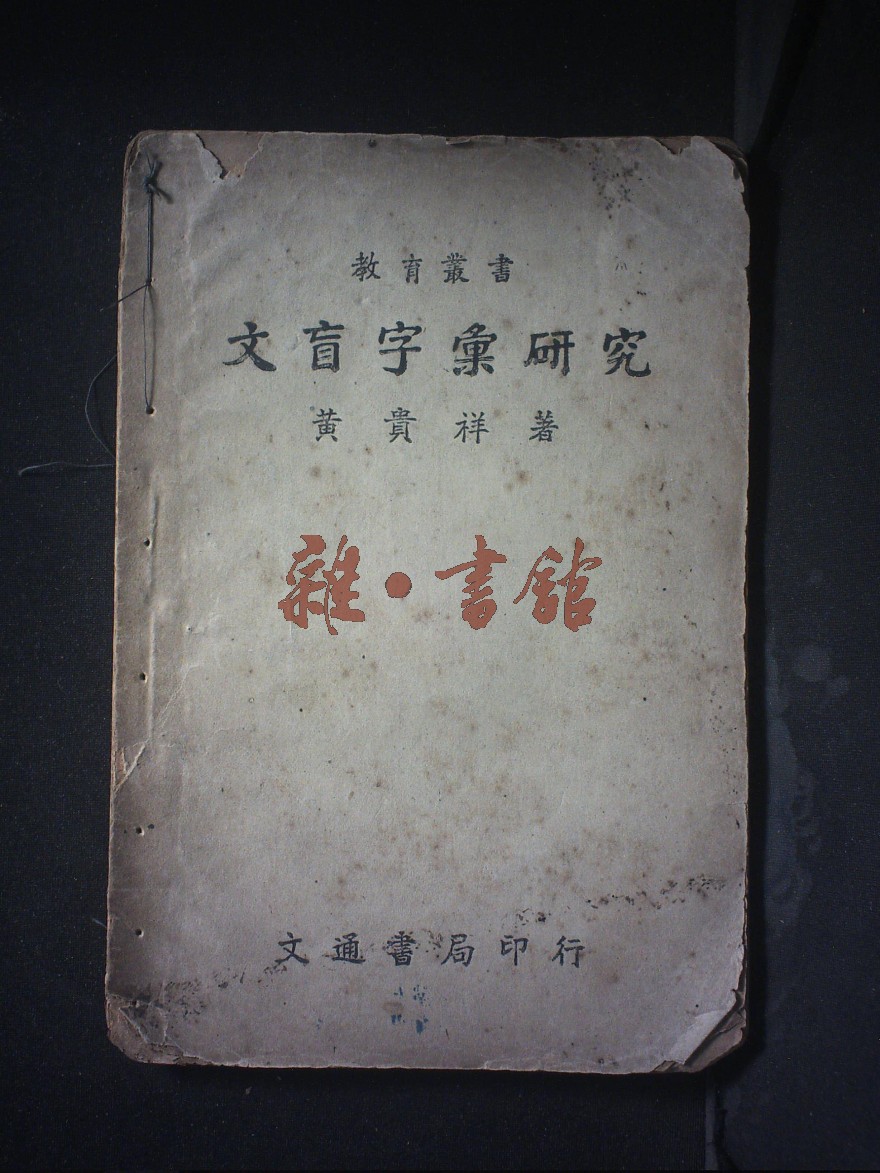 教育叢書
文盲字彙研究
黃貴祥著
雜·書館
文通書局印行